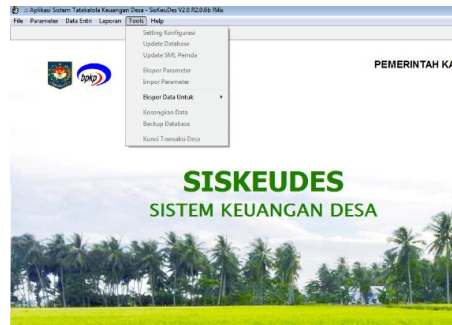 :: Aplikasi Sistem Tatakelola Keuangan Desa - SisKeuDes V2.0.R2.0.6b Rilis
File Parameter Data Entri Laporan Tools Help
Setting Konfigurasi
Update Database
Update SML Pemda
Ekspor Parameter
Impor Parameter
Ekspor Data Untuk
Kosongkan Data
Backup Database
Kunci Transaksi Desa
bpkp
PEMERINTAH KA
SISKEUDES
SISTEM KEUANGAN DESA